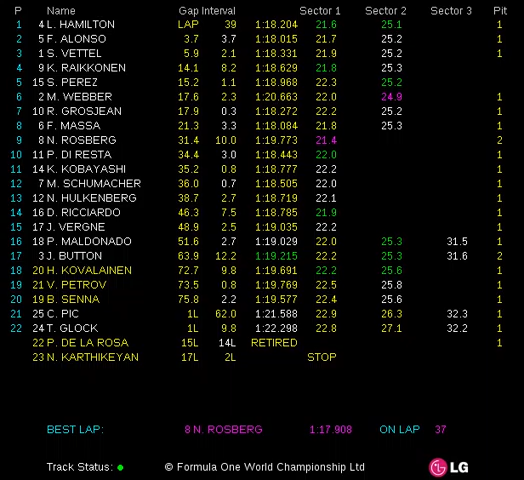 P Name Gap Interval Sector 1 Sector 2 Sector 3 Pit
1 4 L. HAMILTON LAP 39 1:18.204 21.6 25.1 1
2 5 F. ALONSO 3.7 3.7 1:18.015 21.7 25.2 1
3 1 S. VETTEL 5.9 2.1 1:18.331 21.9 25.2 1
4 9 K. RAIKKONEN 14.1 8.2 1:18.629 21.8 25.3
5 15 S. PEREZ 15.2 1.1 1:18.968 22.3 25.2
6 2 M. WEBBER 17.6 2.3 1:20.663 22.0 24.9 1
7 10 R. GROSJEAN 17.9 0.3 1:18.272 22.2 25.2 1
8 6 F. MASSA 21.3 3.3 1:18.084 21.8 25.3 1
9 8 N. ROSBERG 31.4 10.0 1:19.773 21.4 2
10 11 P. DI RESTA 34.4 3.0 1:18.443 22.0 1
11 14 K. KOBAYASHI 35.2 0.8 1:18.777 22.2 1
12 7 M. SCHUMACHER 36.0 0.7 1:18.505 22.0 1
13 12 N. HULKENBERG 38.7 2.7 1:18.719 22.1 1
14 16 D. RICCIARDO 46.3 7.5 1:18.785 21.9 1
15 17 J. VERGNE 48.9 2.5 1:19.035 22.2 1
16 18 P. MALDONADO 51.6 2.7 1:19.029 22.0 25.3 31.5 1
17 3 J. BUTTON 63.9 12.2 1:19.215 22.2 25.3 31.6 2
18 20 H. KOVALAINEN 72.7 9.8 1:19.691 22.2 25.6 1
19 21 V. PETROV 73.5 0.8 1:19.769 22.5 25.8 1
20 19 B. SENNA 75.8 2.2 1:19.577 22.4 25.6 1
21 25 C. PIC 1L 62.0 1:21.588 22.9 26.3 32.3 1
22 24 T. GLOCK 1L 9.8 1:22.298 22.8 27.1 32.2 1
22 P. DE LA ROSA 15L 14L RETIRED 1
23 N. KARTHIKEYAN 17L 2L STOP
BEST LAP: 8 N. ROSBERG 1:17.908 ON LAP 37
Track Status: © Formula One World Championship Ltd LG